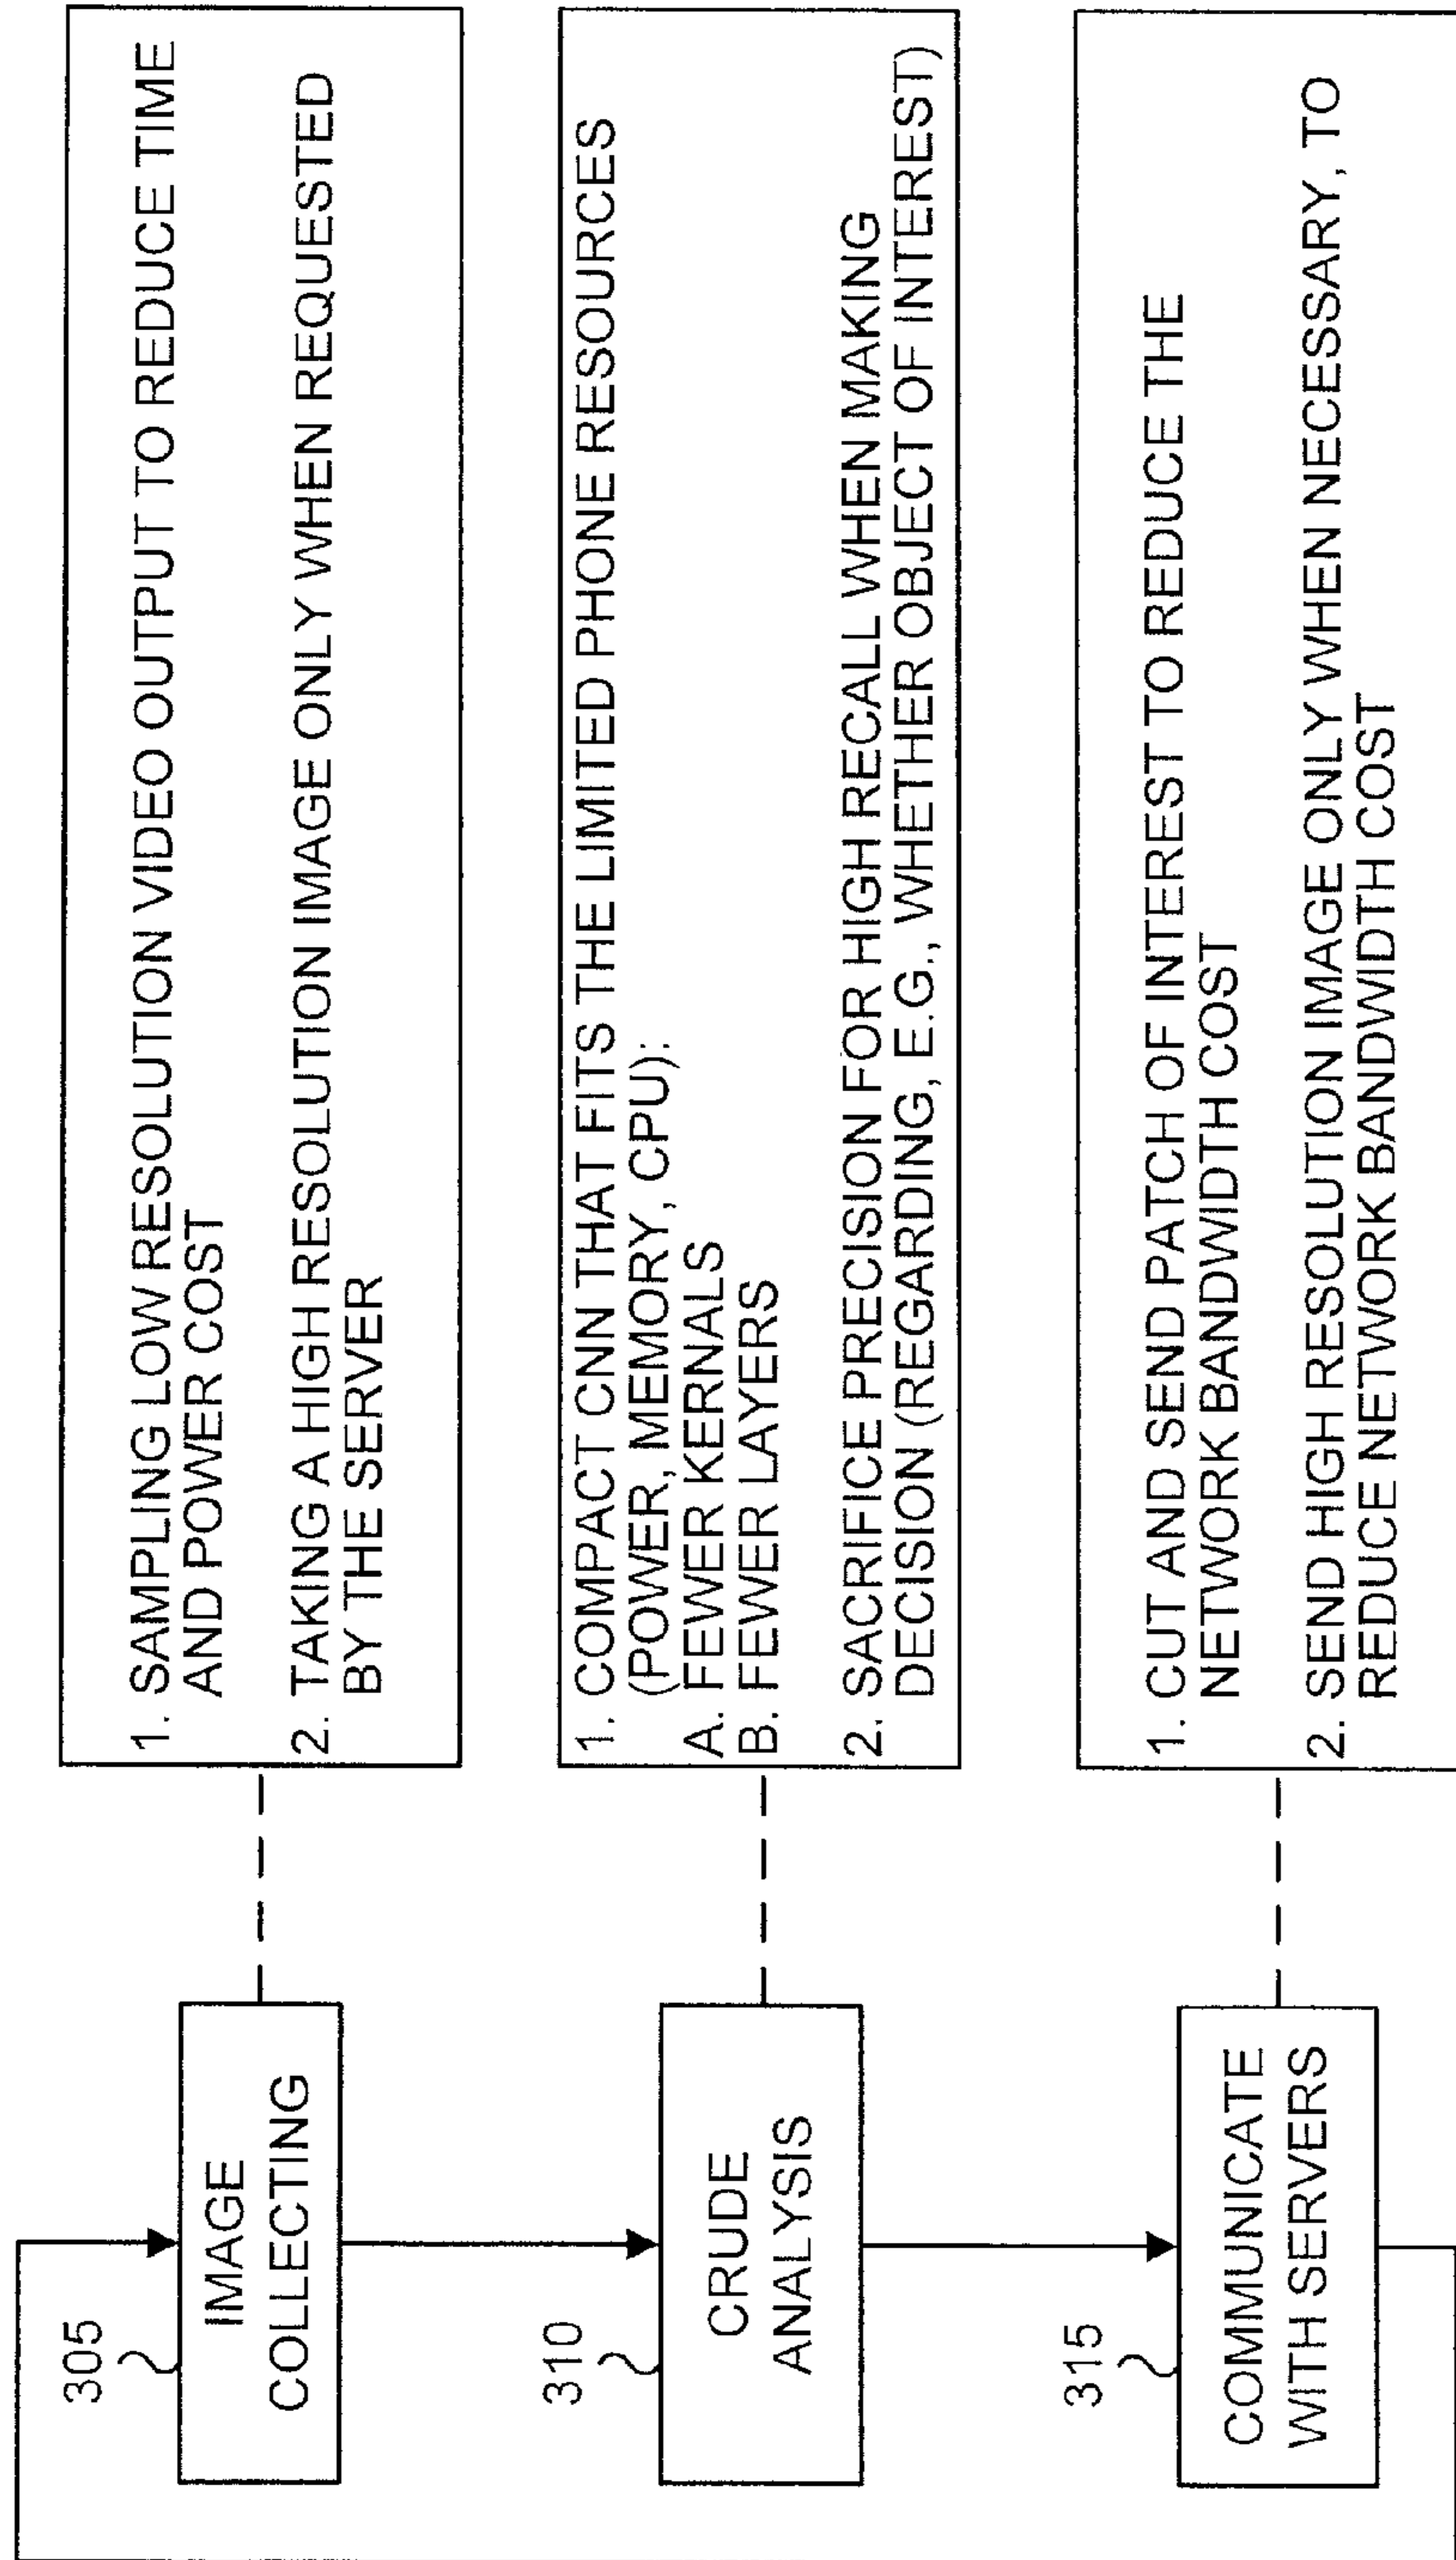 305
IMAGE
COLLECTING
1. SAMPLING LOW RESOLUTION VIDEO OUTPUT TO REDUCE TIME
AND POWER COST
2. TAKING A HIGH RESOLUTION IMAGE ONLY WHEN REQUESTED
BY THE SERVER
310
CRUDE
ANALYSIS
1. COMPACT CNN THAT FITS THE LIMITED PHONE RESOURCES
(POWER, MEMORY, CPU):
A. FEWER KERNALS
B. FEWER LAYERS
2. SACRIFICE PRECISION FOR HIGH RECALL WHEN MAKING
DECISION (REGARDING, E.G., WHETHER OBJECT OF INTEREST)
315
COMMUNICATE
WITH SERVERS
1. CUT AND SEND PATCH OF INTEREST TO REDUCE THE
NETWORK BANDWIDTH COST
2. SEND HIGH RESOLUTION IMAGE ONLY WHEN NECESSARY, TO
REDUCE NETWORK BANDWIDTH COST